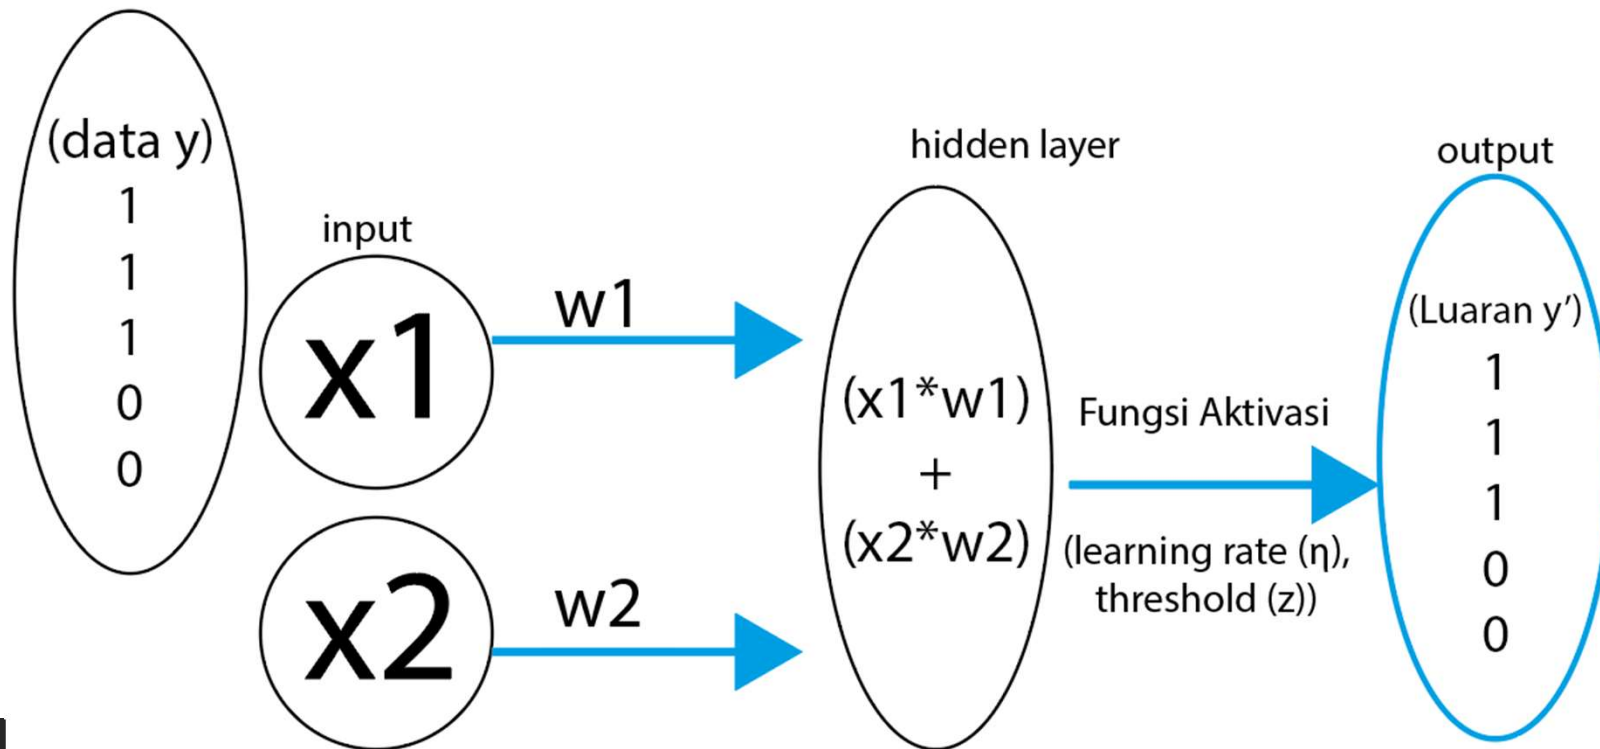 (data y)
1
1
1
0
0
input
x1
x2
w1
w2
hidden layer
(x1*w1)
+
(x2*w2)
Fungsi Aktivasi
(learning rate (η),
threshold (z))
output
(Luaran y')
1
1
1
0
0